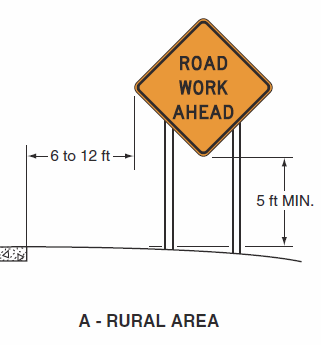 ROAD
WORK
AHEAD
6 to 12 ft
5 ft MIN.
A - RURAL AREA